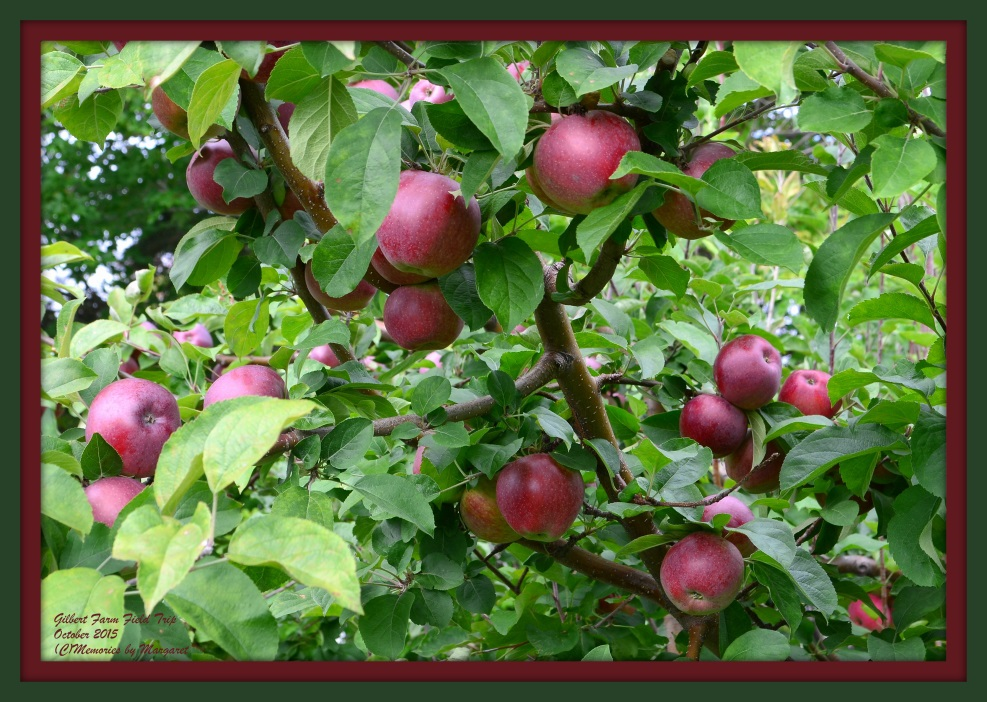 Gilbert Farm Field Trip
October 2015
(C)Memories by Margaret